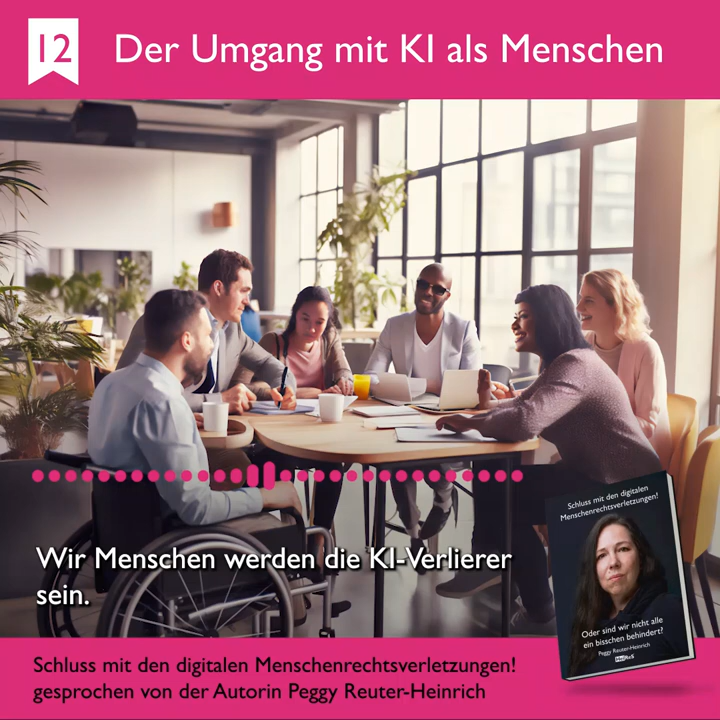 12
Der Umgang mit KI als Menschen
Wir Menschen werden die KI-Verlierer
sein.
Schluss mit den digitalen
Menschenrechtsverletzungen!
Oder sind wir nicht alle
ein bisschen behindert?
Peggy Reuter-Heinrich
Schluss mit den digitalen Menschenrechtsverletzungen!
gesprochen von der Autorin Peggy Reuter-Heinrich